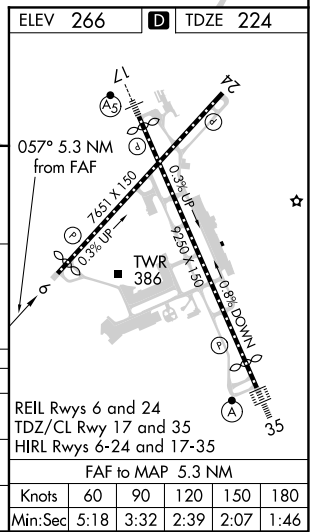 ELEV 266 D TDZE 224
17
A5
24
P
057° 5.3 NM
from FAF
P
7651 X 150
0.3% UP
0.3% UP
9250 X 150
P
TWR
386
6
0.8% DOWN
P
A
35
REIL Rwys 6 and 24
TDZ/CL Rwy 17 and 35
HIRL Rwys 6-24 and 17-35
FAF to MAP 5.3 NM
Knots 60 90 120 150 180
Min:Sec 5:18 3:32 2:39 2:07 1:46